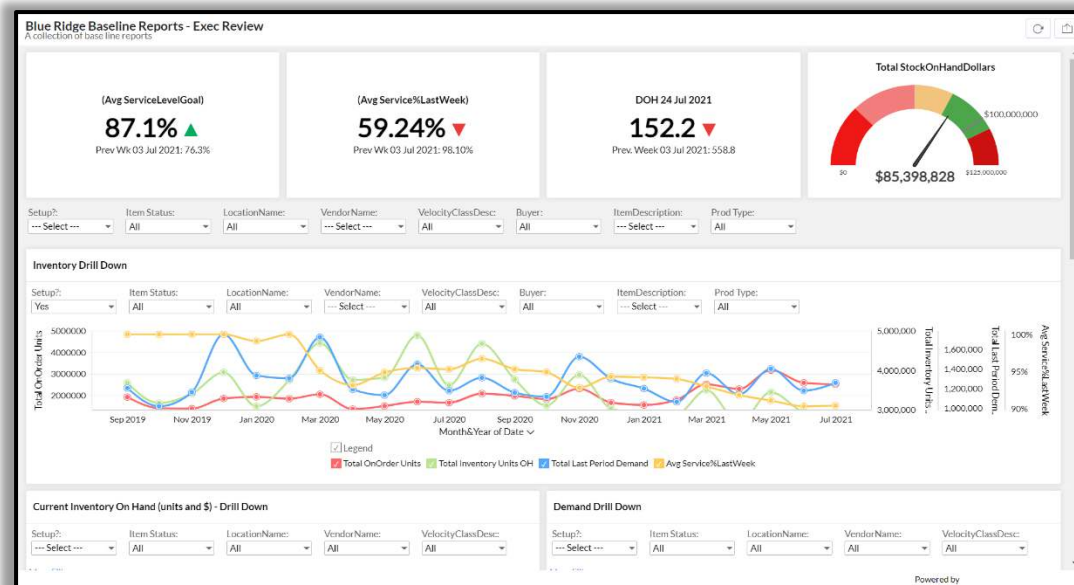 Blue Ridge Baseline Reports - Exec Review
A collection of base line reports
(Avg ServiceLevelGoal)
87.1%
Prev Wk 03 Jul 2021: 76.3%
(Avg Service%LastWeek)
59.24%
Prev Wk 03 Jul 2021: 98.10%
DOH 24 Jul 2021
152.2
Prev. Week 03 Jul 2021: 558.8
Total StockOnHandDollars
$100,000,000
$0
$85,398,828
$125,000,000
Setup?: Item Status: LocationName: VendorName: VelocityClassDesc: Buyer: ItemDescription: Prod Type:
--- Select --- All All --- Select --- All All --- Select --- All
Inventory Drill Down
Setup?: Item Status: LocationName: VendorName: VelocityClassDesc: Buyer: ItemDescription: Prod Type:
Yes All All --- Select --- All All --- Select --- All
Total OnOrder Units
5000000
4000000
3000000
2000000
5,000,000
4,000,000
3,000,000
Total Inventory Units ..
1,600,000
1,400,000
1,200,000
1,000,000
Total Last Period Dem..
100%
95%
90%
Avg Service%LastWeek
Sep 2019 Nov 2019 Jan 2020 Mar 2020 May 2020 Jul 2020 Sep 2020 Nov 2020 Jan 2021 Mar 2021 May 2021 Jul 2021
Month&Year of Date
Legend
Total OnOrder Units Total Inventory Units OH Total Last Period Demand Avg Service%LastWeek
Current Inventory On Hand (units and $) - Drill Down
Setup?: Item Status: LocationName: VendorName: VelocityClassDesc:
--- Select --- All All All All
Demand Drill Down
Setup?: Item Status: LocationName: VendorName: VelocityClassDesc:
--- Select --- All All All All
Powered by